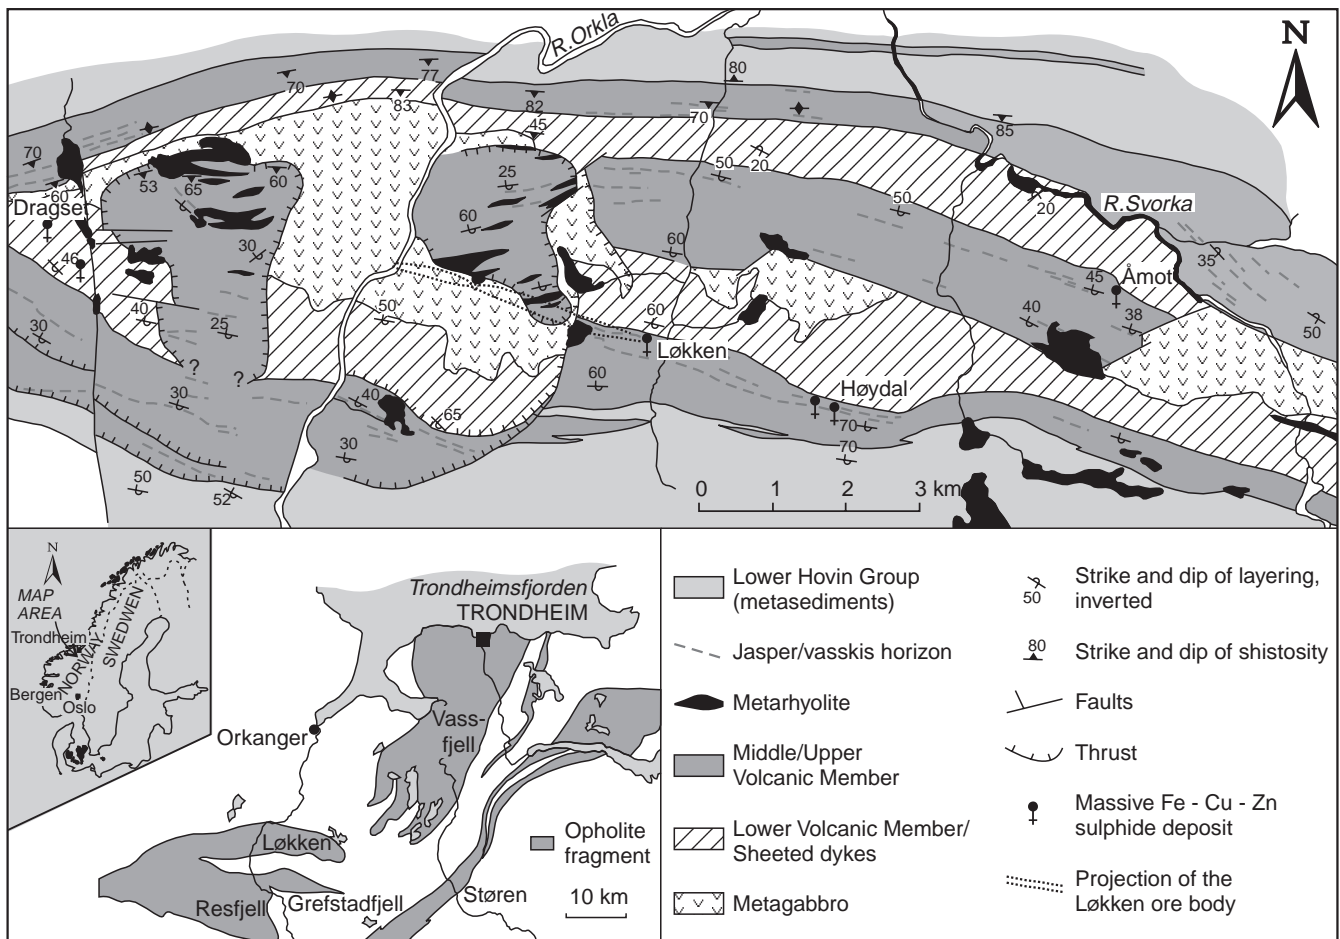 R.Orkla
N
77
70
83
82
45
80
70
85
70
53
65
60
25
50
20
60
Dragset
60
30
50
20
R.Svorka
46
60
35
45
Åmot
40
30
25
50
60
40
38
50
Løkken
?
?
60
30
40
65
Høydal
70
70
30
50
52
0
1
2
3 km
N
MAP
AREA
Trondheim
NORWAY
SWEDWEN
Bergen
Oslo
Trondheimsfjorden
TRONDHEIM
Orkanger
Vass-
fjell
Løkken
Resfjell
Grefstadfjell
Støren
Opholite
fragment
10 km
Lower Hovin Group
(metasediments)
Jasper/vasskis horizon
Metarhyolite
Middle/Upper
Volcanic Member
Lower Volcanic Member/
Sheeted dykes
Metagabbro
50
Strike and dip of layering,
inverted
80
Strike and dip of shistosity
Faults
Thrust
Massive Fe - Cu - Zn
sulphide deposit
Projection of the
Løkken ore body